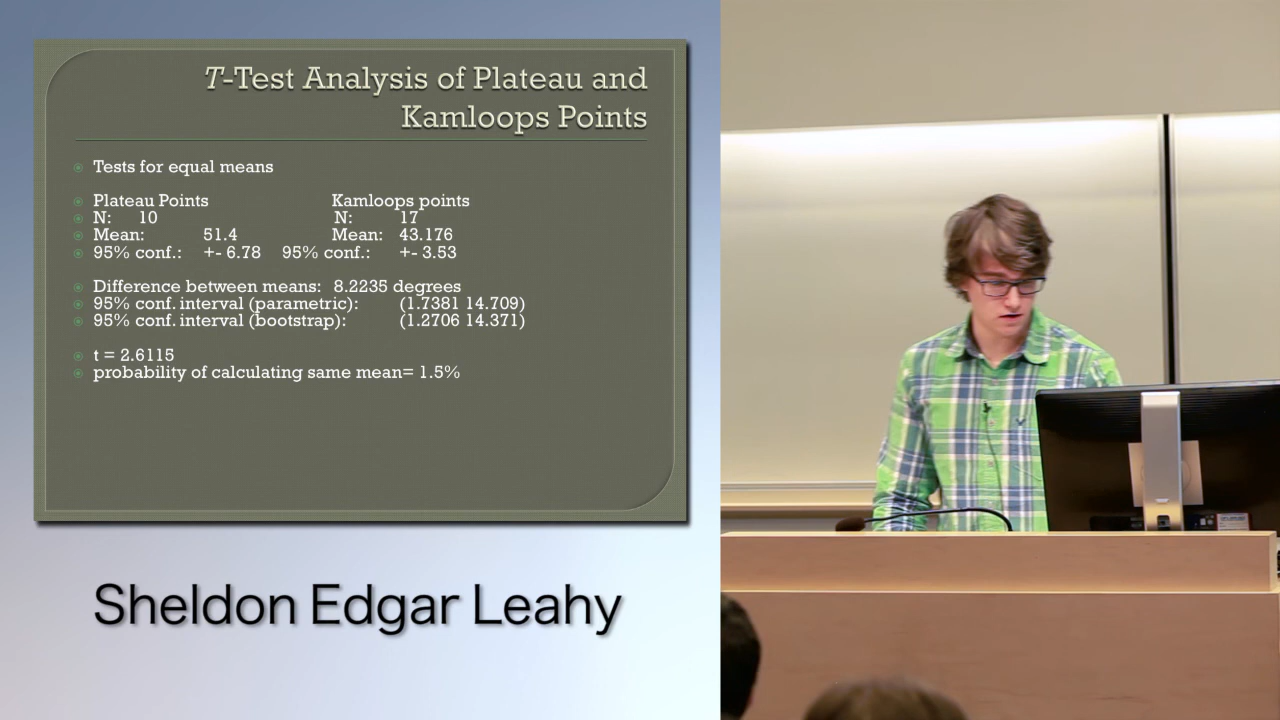 T-Test Analysis of Plateau and
Kamloops Points
Tests for equal means
Plateau Points Kamloops points
N: 10 N: 17
Mean: 51.4 Mean: 43.176
95% conf.: +- 6.78 95% conf.: +- 3.53
Difference between means: 8.2235 degrees
95% conf. interval (parametric): (1.7381 14.709)
95% conf. interval (bootstrap): (1.2706 14.371)
t = 2.6115
probability of calculating same mean= 1.5%
Sheldon Edgar Leahy